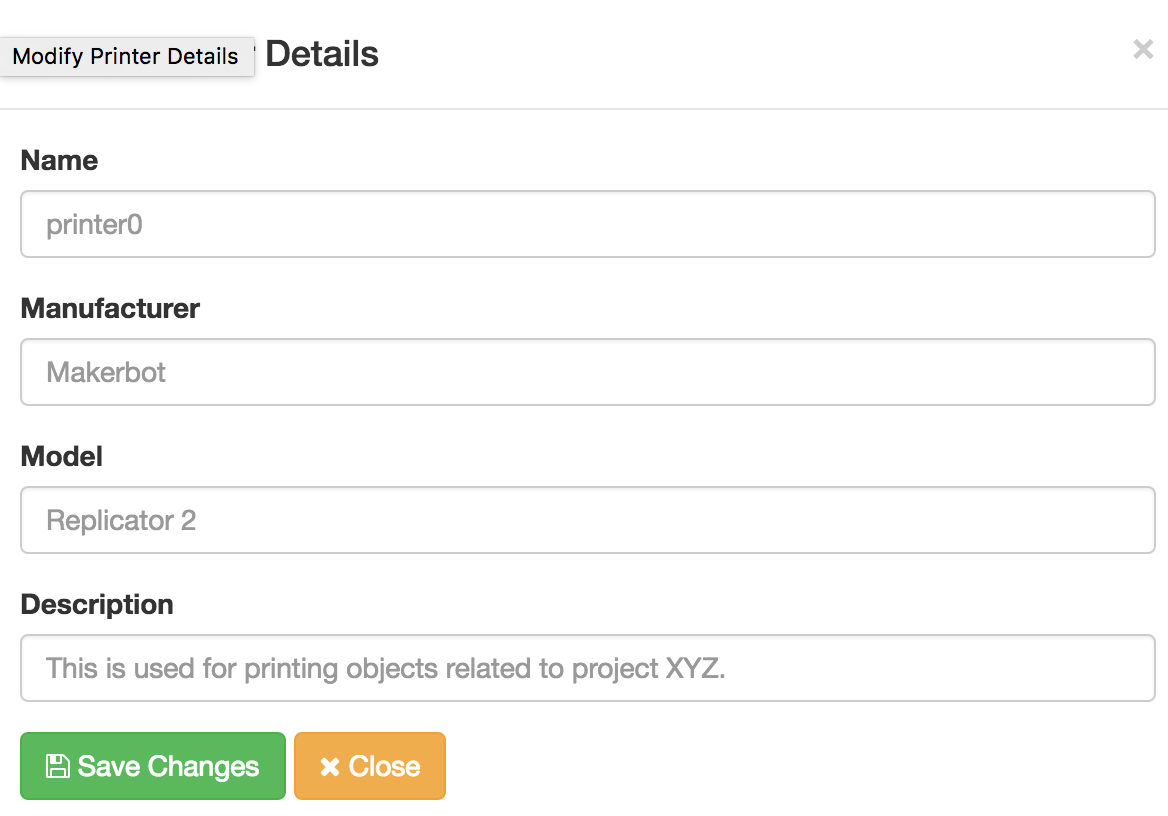 Modify Printer Details Details
×
Name
printer0
Manufacturer
Makerbot
Model
Replicator 2
Description
This is used for printing objects related to project XYZ.
Save Changes
Close